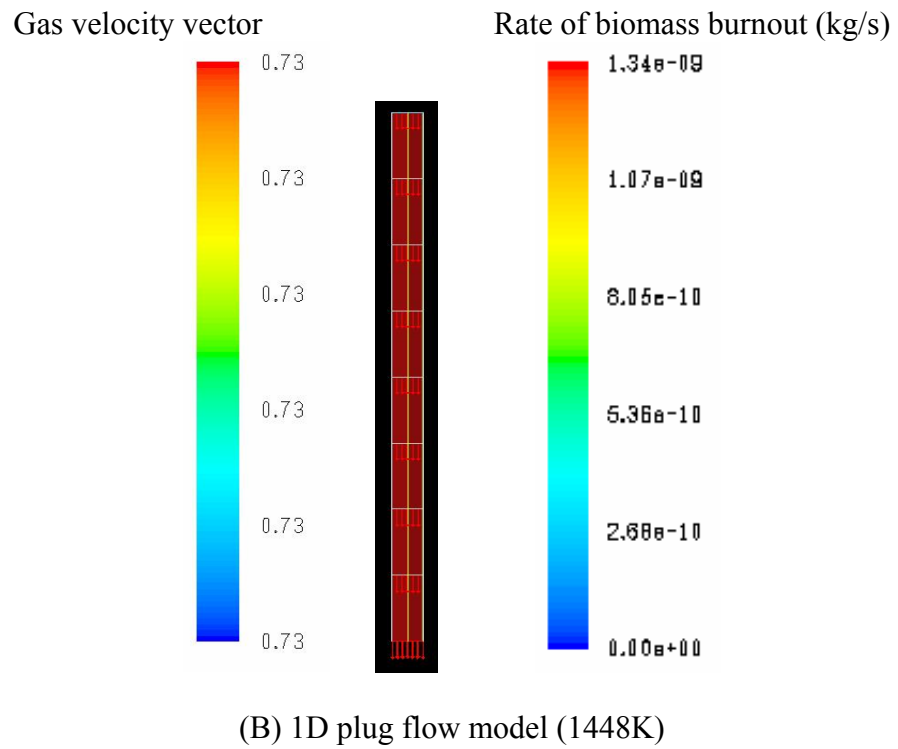 Gas velocity vector
Rate of biomass burnout (kg/s)
0.73
0.73
0.73
0.73
0.73
0.73
1.34e-09
1.07e-09
8.05e-10
5.36e-10
2.68e-10
0.00e+00
(B) 1D plug flow model (1448K)